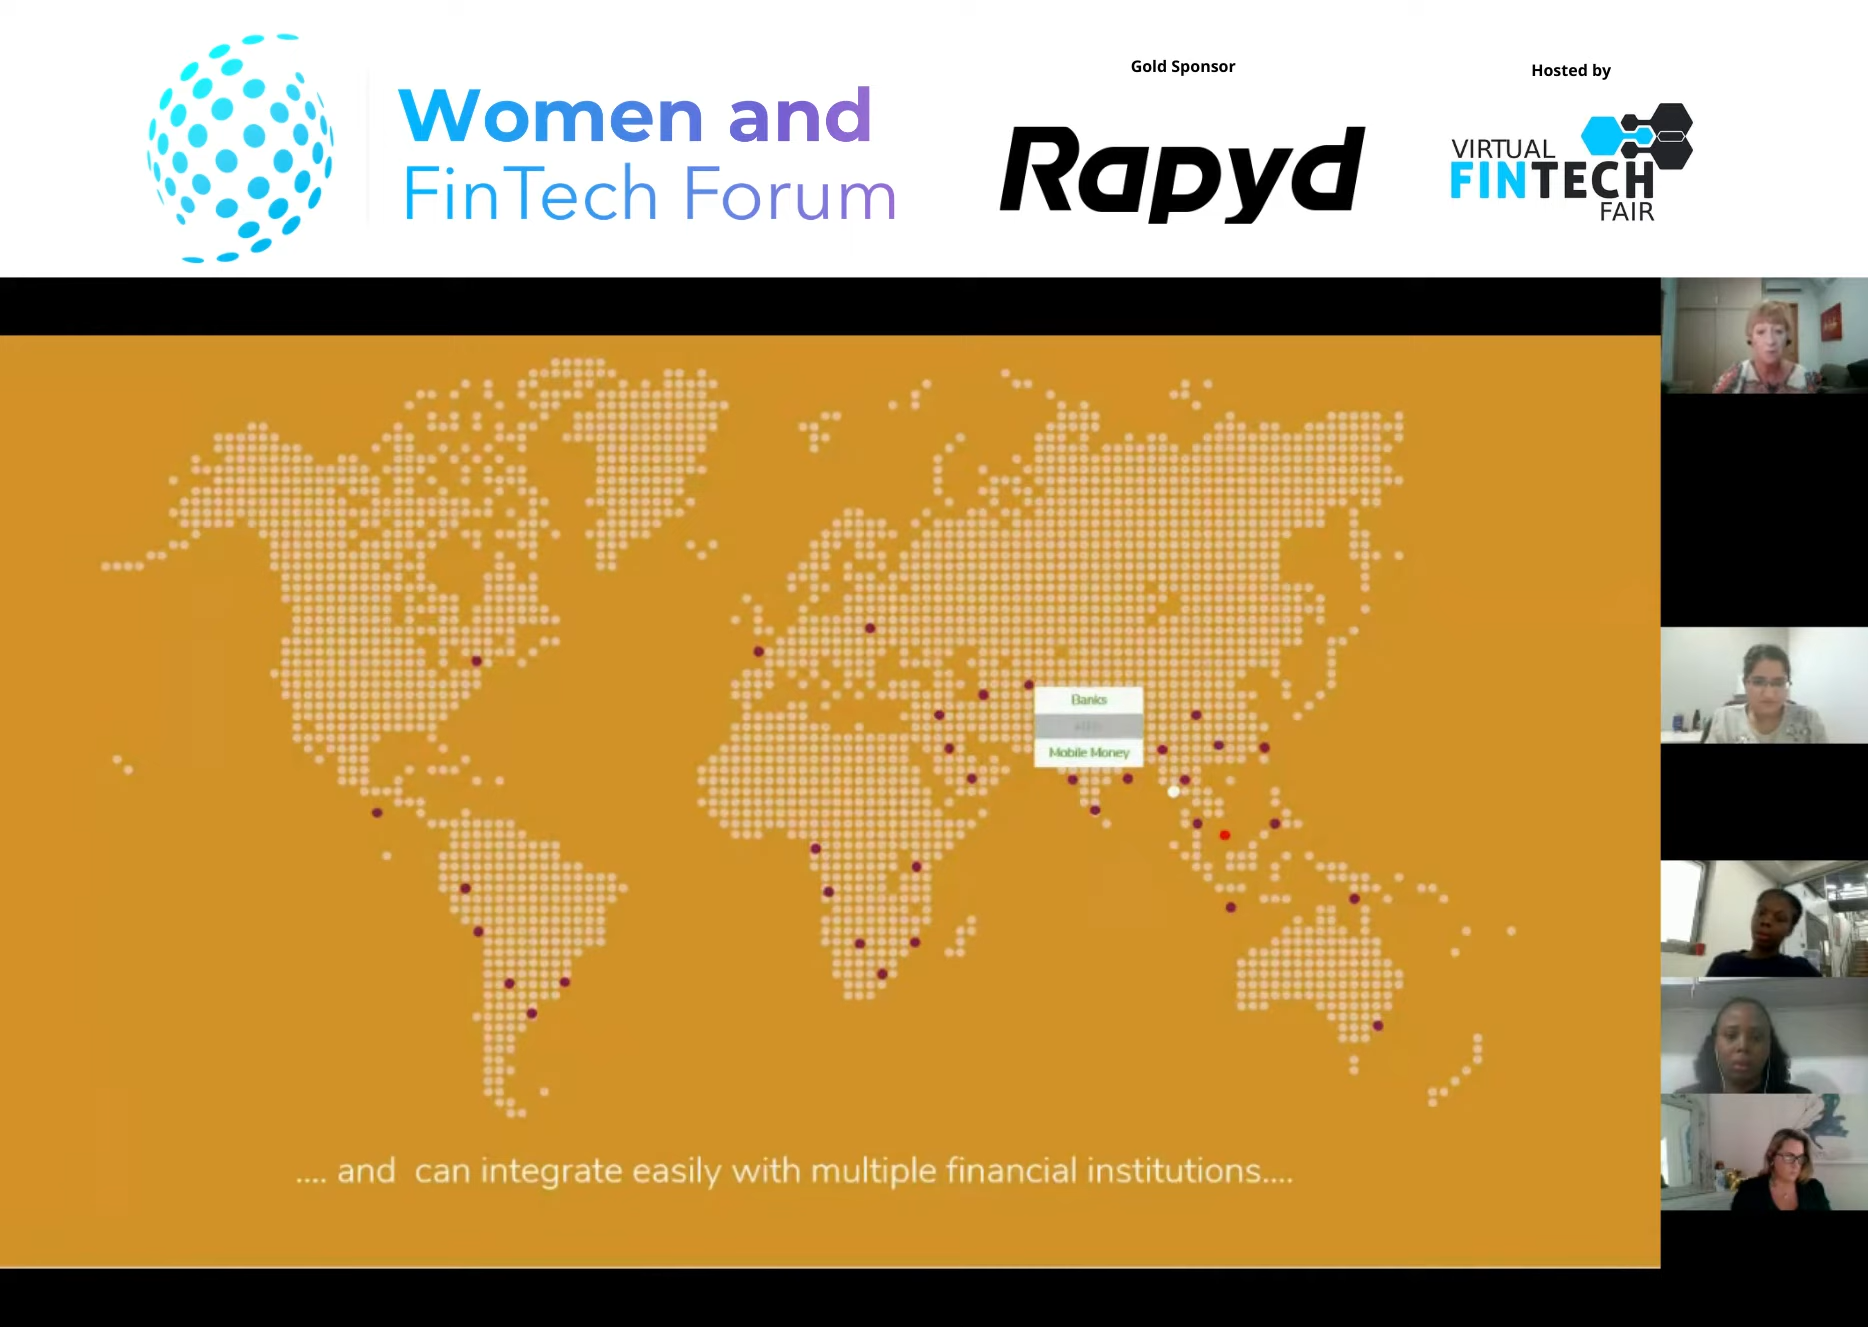 Women and
FinTech Forum
Gold Sponsor
Rapyd
Hosted by
VIRTUAL
FINTECH
FAIR
Banks
Mobile Money
.... and can integrate easily with multiple financial institutions....